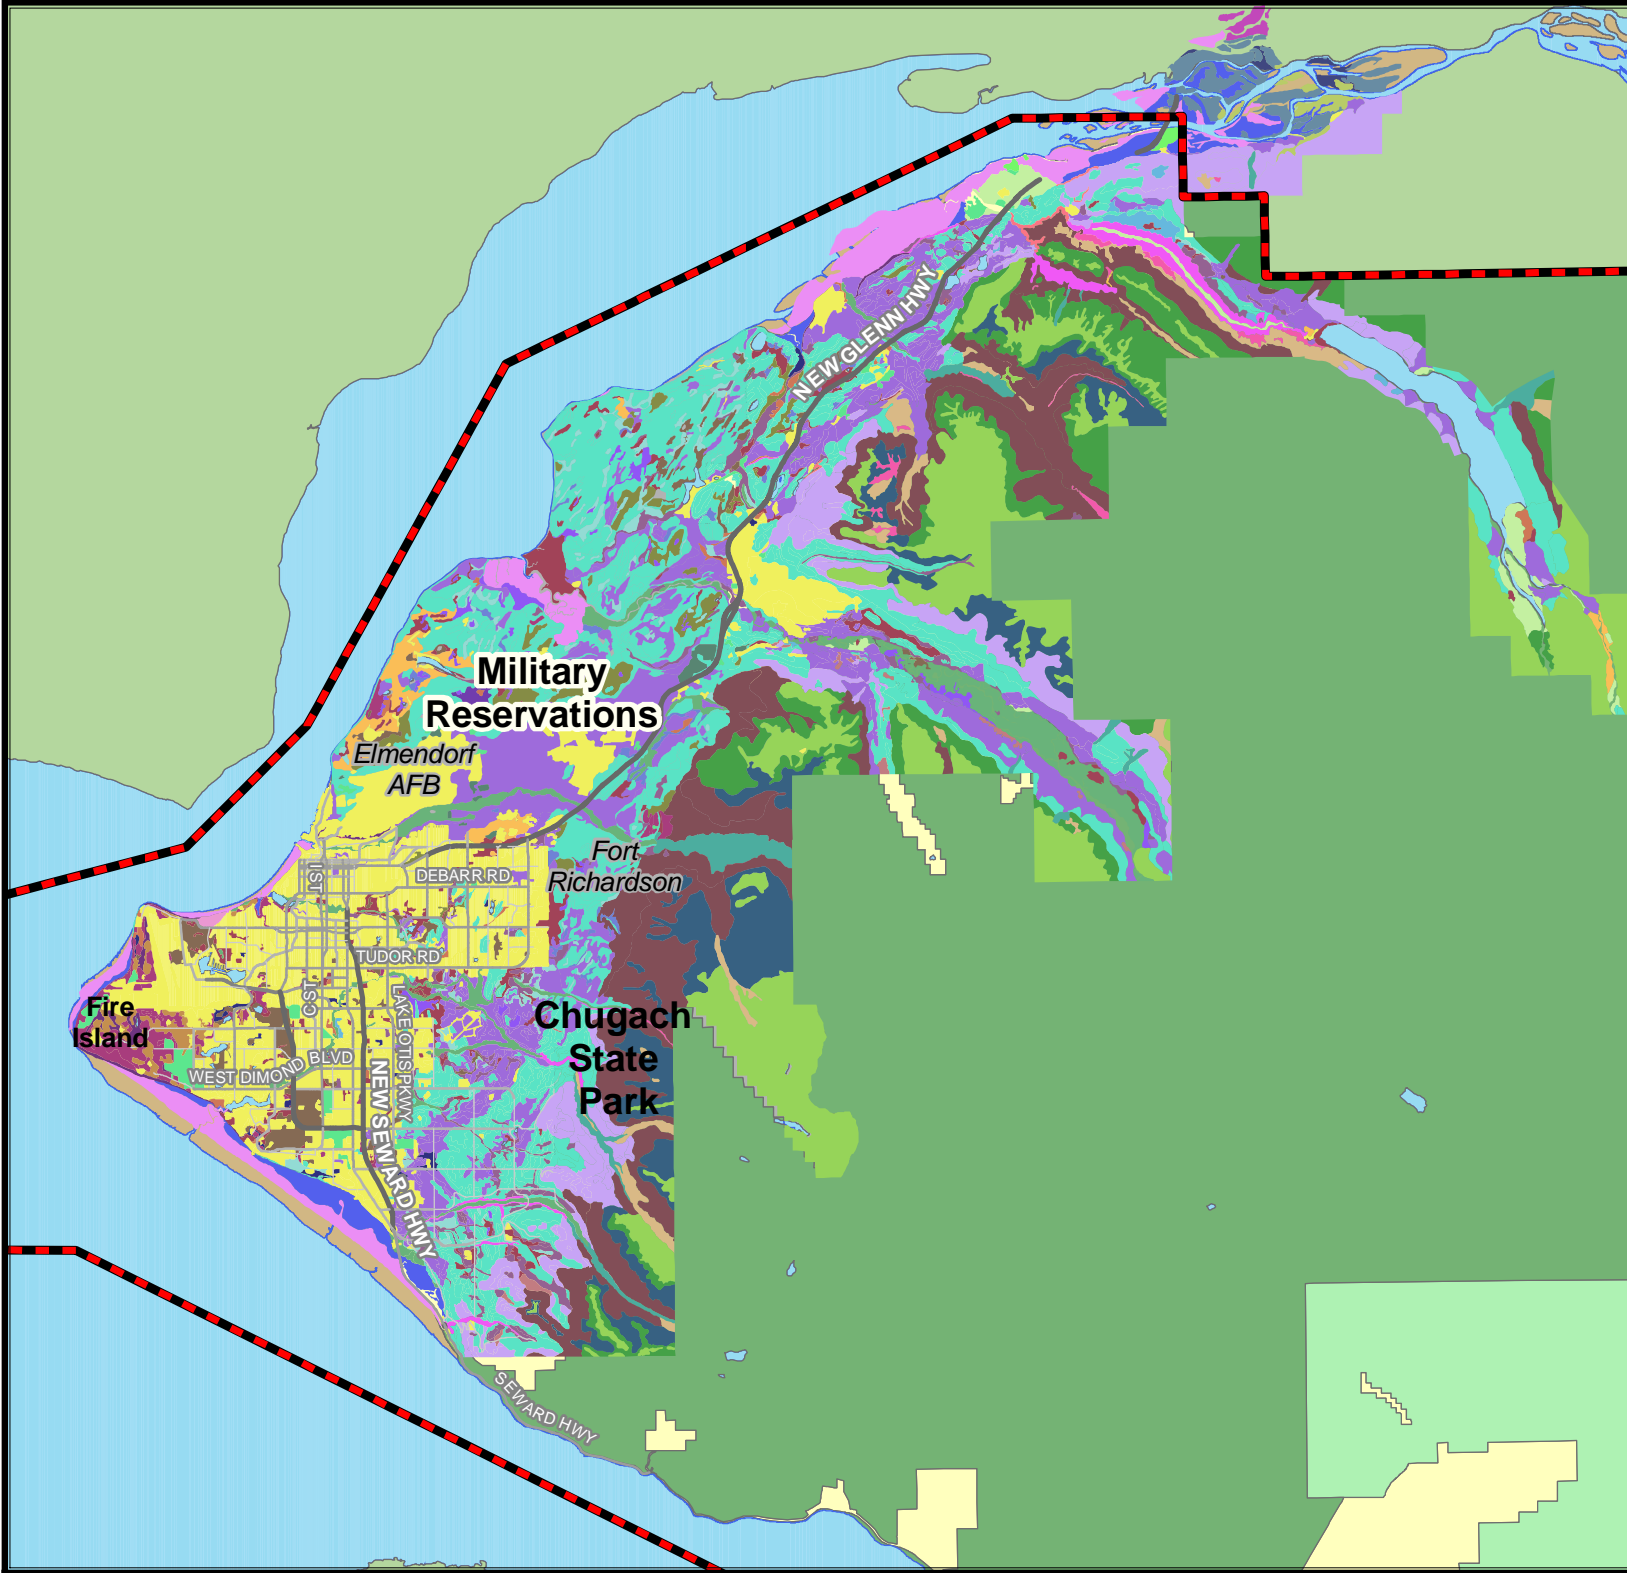 NEW GLENN HWY
Military
Reservations
Elmendorf
AFB
Fort
Richardson
I ST
DEBARR RD
TUDOR RD
C ST
LAKE OTIS PKWY
Fire
Island
Chugach
State
Park
WEST DIMOND BLVD
NEW SEWARD HWY
SEWARD HWY